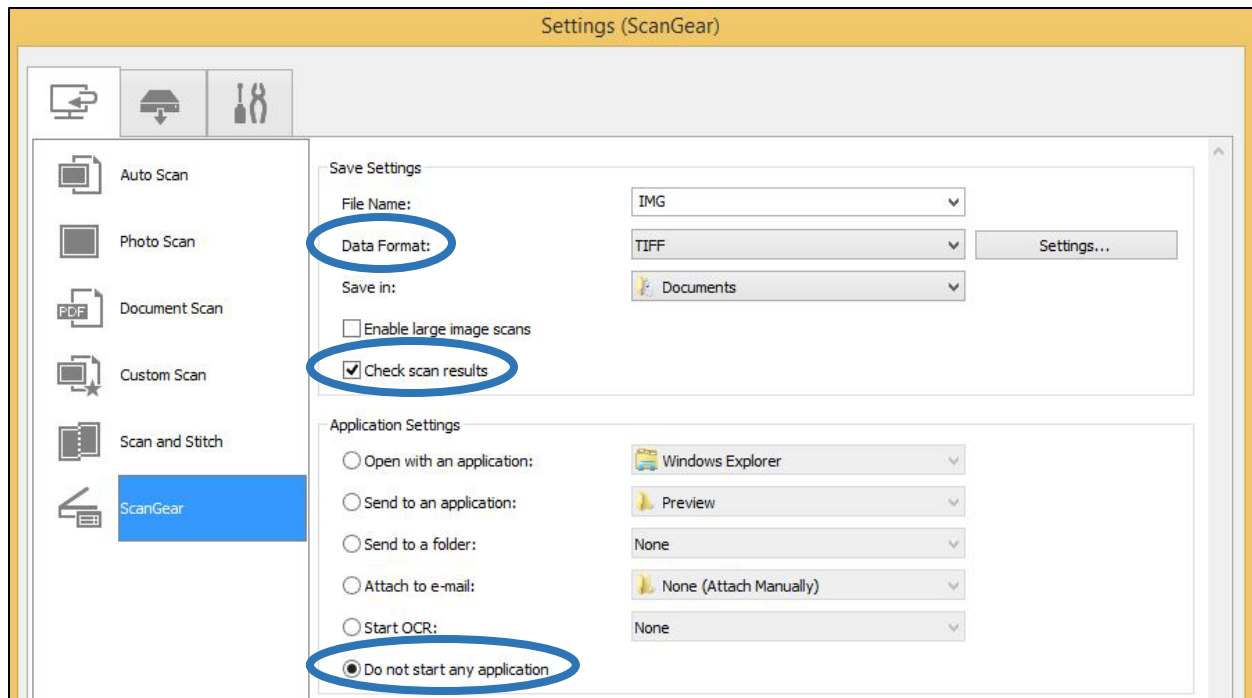 Settings (ScanGear)
Auto Scan
Photo Scan
PDF
Document Scan
Custom Scan
Scan and Stitch
ScanGear
Save Settings
File Name: IMG
Data Format: TIFF Settings...
Save in: Documents
Enable large image scans
Check scan results
Application Settings
Open with an application: Windows Explorer
Send to an application: Preview
Send to a folder: None
Attach to e-mail: None (Attach Manually)
Start OCR: None
Do not start any application